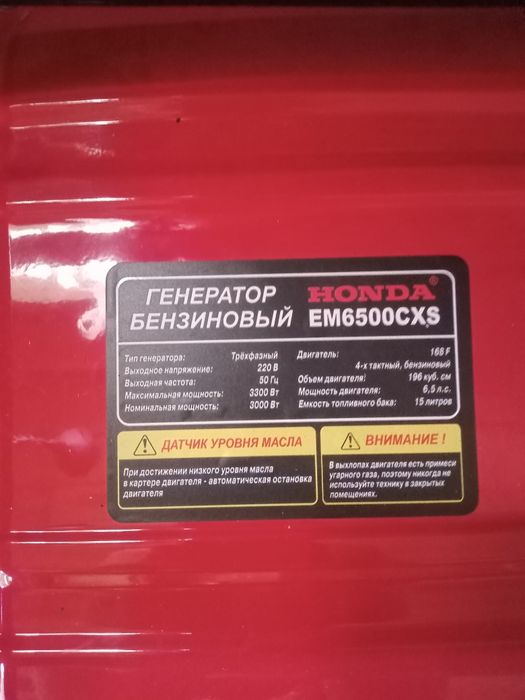 ГЕНЕРАТОР HONDA®
БЕНЗИНОВЫЙ EM6500CXS
Тип генератора: Трёхфазный
Выходное напряжение: 220 В
Выходная частота: 50 Гц
Максимальная мощность: 3300 Вт
Номинальная мощность: 3000 Вт
Двигатель: 168 F
4-х тактный, бензиновый
Объем двигателя: 196 куб. см
Мощность двигателя: 6,5 л.с.
Емкость топливного бака: 15 литров
ДАТЧИК УРОВНЯ МАСЛА
При достижении низкого уровня масла
в картере двигателя - автоматическая остановка
двигателя
ВНИМАНИЕ !
В выхлопах двигателя есть примеси
угарного газа, поэтому никогда не
используйте технику в закрытых
помещениях.